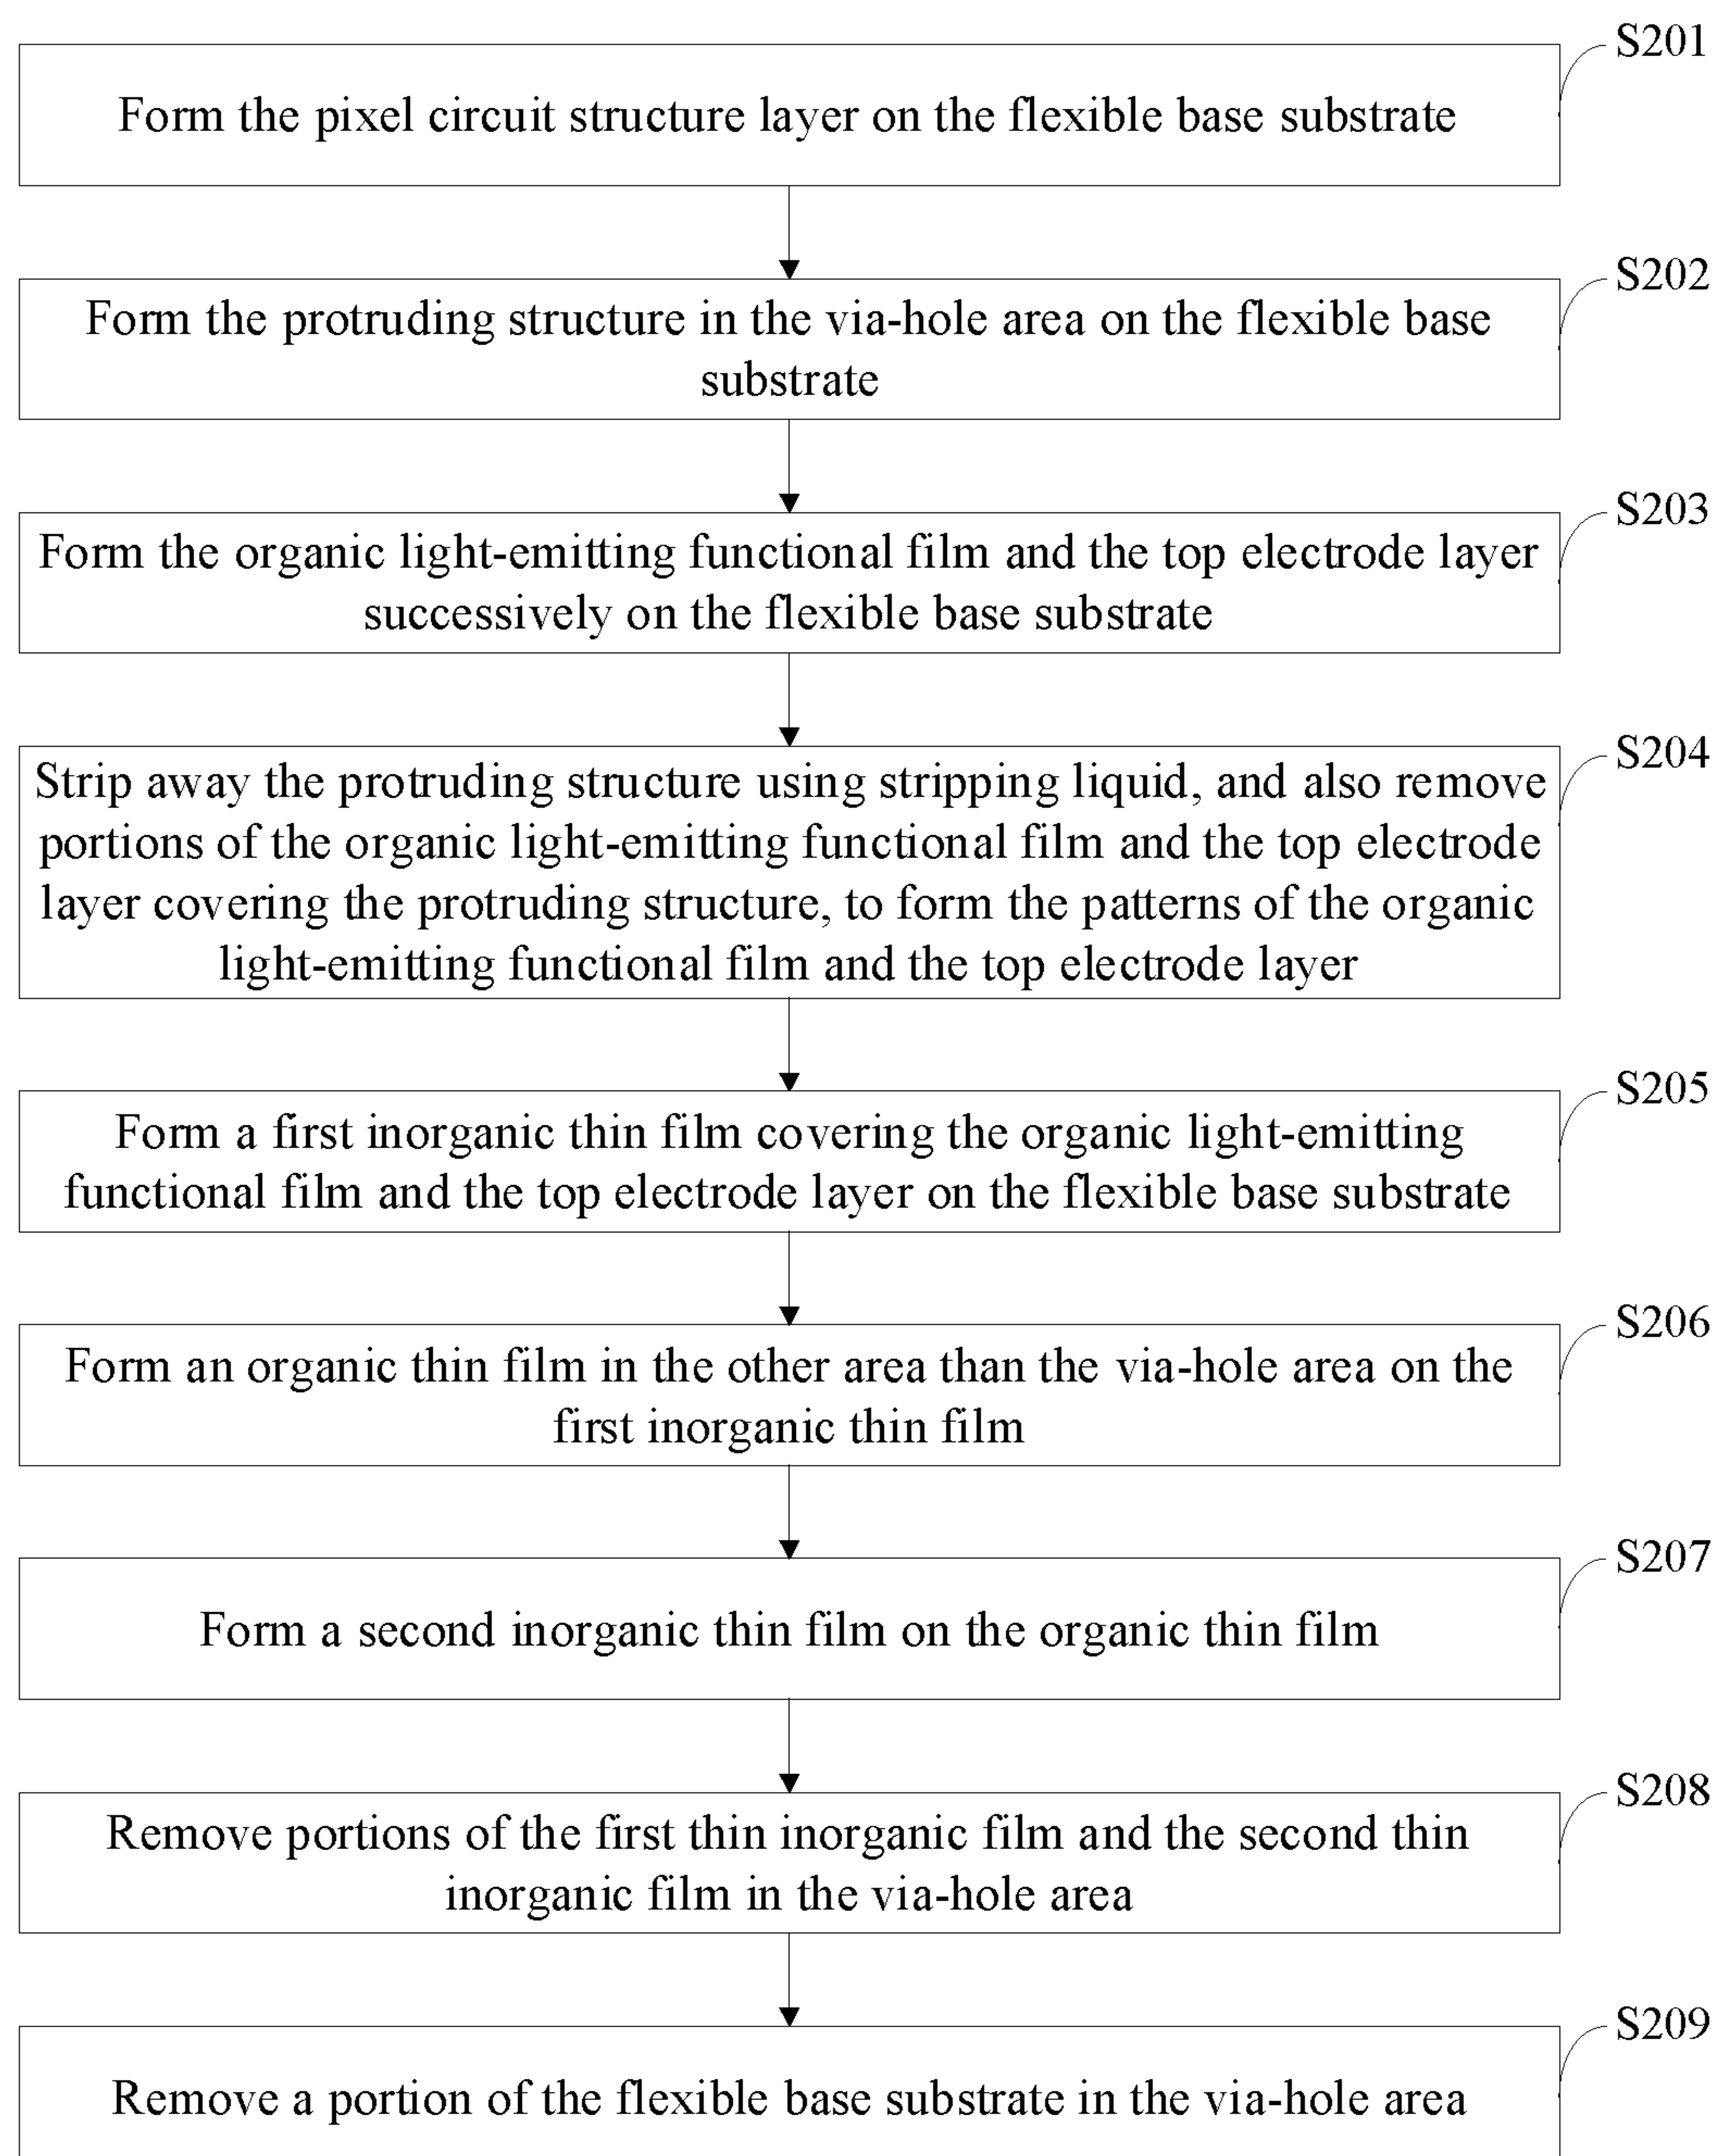 S201
Form the pixel circuit structure layer on the flexible base substrate
S202
Form the protruding structure in the via-hole area on the flexible base
substrate
S203
Form the organic light-emitting functional film and the top electrode layer
successively on the flexible base substrate
S204
Strip away the protruding structure using stripping liquid, and also remove
portions of the organic light-emitting functional film and the top electrode
layer covering the protruding structure, to form the patterns of the organic
light-emitting functional film and the top electrode layer
S205
Form a first inorganic thin film covering the organic light-emitting
functional film and the top electrode layer on the flexible base substrate
S206
Form an organic thin film in the other area than the via-hole area on the
first inorganic thin film
S207
Form a second inorganic thin film on the organic thin film
S208
Remove portions of the first thin inorganic film and the second thin
inorganic film in the via-hole area
S209
Remove a portion of the flexible base substrate in the via-hole area